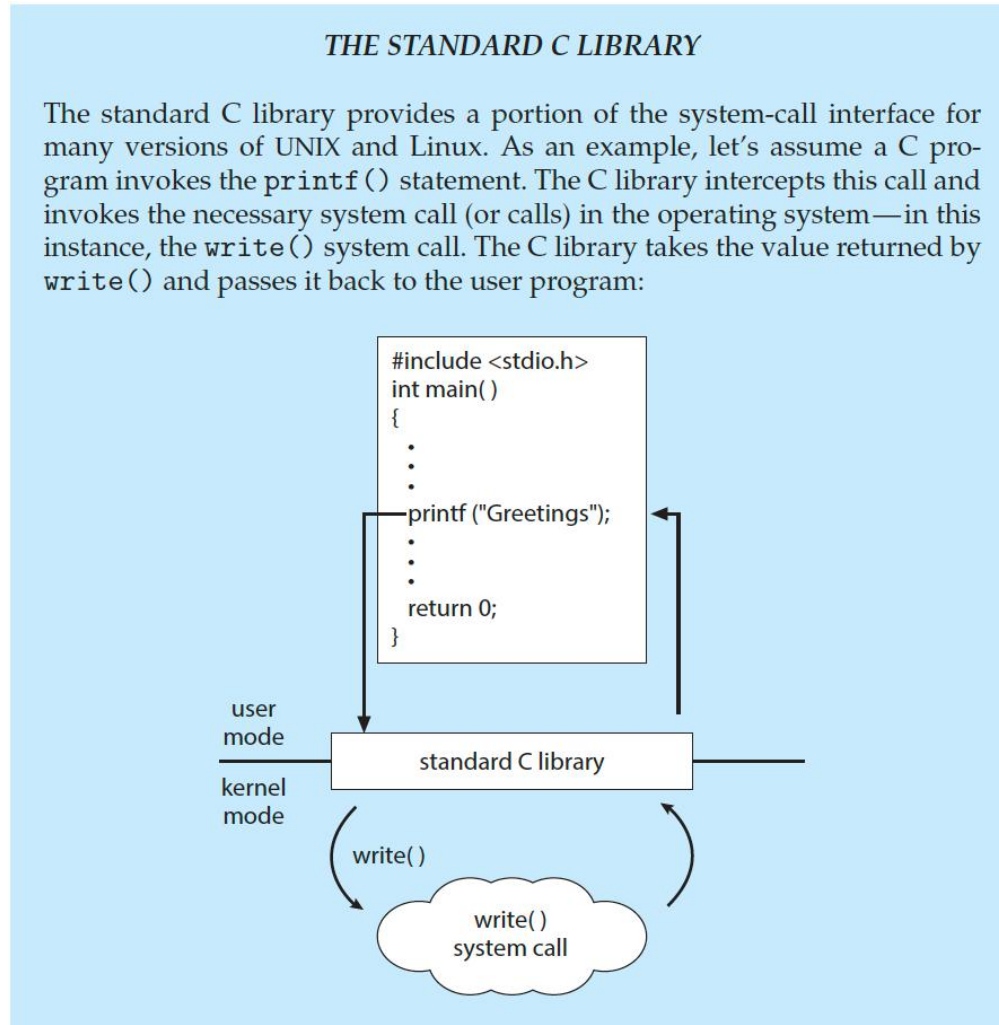 THE STANDARD C LIBRARY
The standard C library provides a portion of the system-call interface for
many versions of UNIX and Linux. As an example, let's assume a C pro-
gram invokes the printf() statement. The C library intercepts this call and
invokes the necessary system call (or calls) in the operating system—in this
instance, the write() system call. The C library takes the value returned by
write() and passes it back to the user program:
#include <stdio.h>
int main( )
{
•
•
•
printf ("Greetings");
•
•
•
return 0;
}
user
mode
standard C library
kernel
mode
write( )
write( )
system call